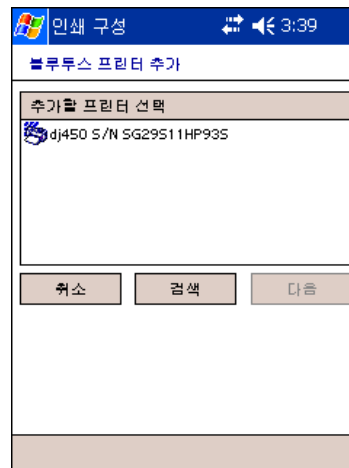 인쇄 구성 3:39
블루투스 프린터 추가
추가할 프린터 선택
dj450 S/N SG29S11HP93S
취소 검색 다음